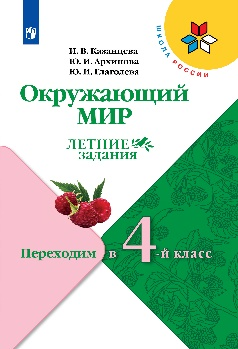 И. В. Казанцева
Ю. И. Архипова
Ю. И. Глаголева
ШКОЛА РОССИИ
Окружающий
МИР
ЛЕТНИЕ
задания
Переходим в 4-й класс